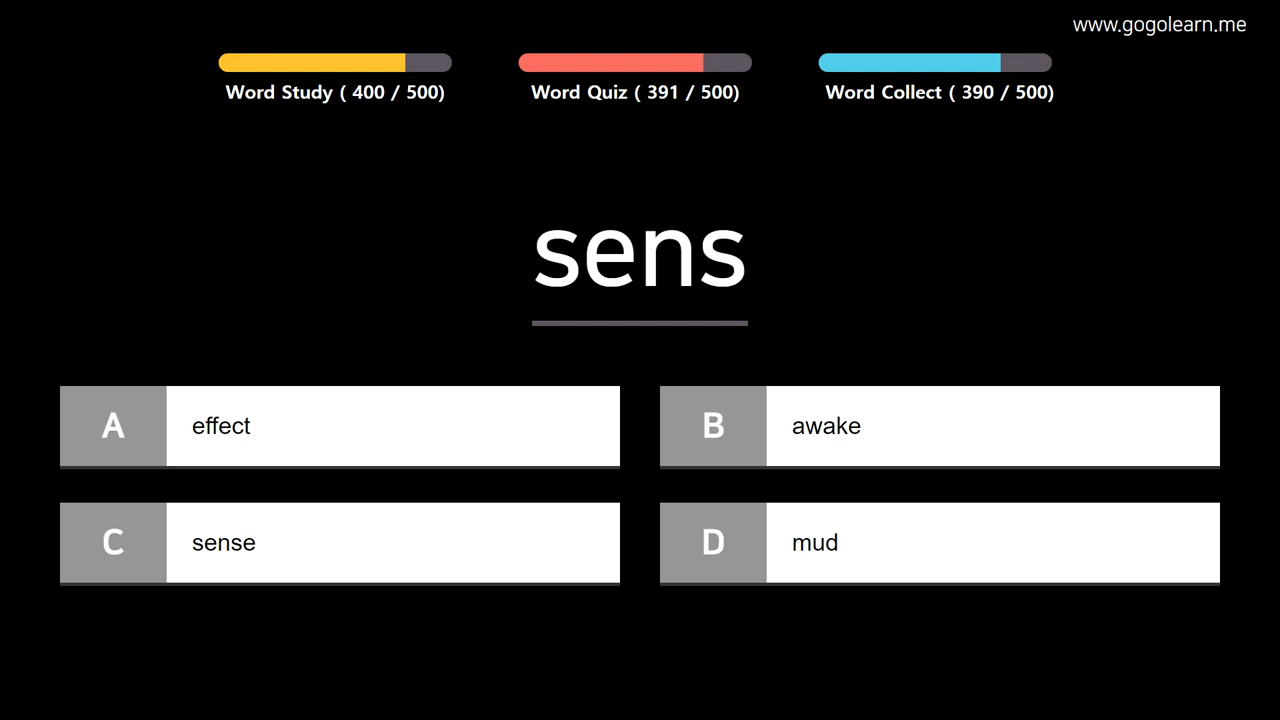 www.gogolearn.me
Word Study ( 400 / 500)
Word Quiz ( 391 / 500)
Word Collect ( 390 / 500)
sens
A effect
B awake
C sense
D mud